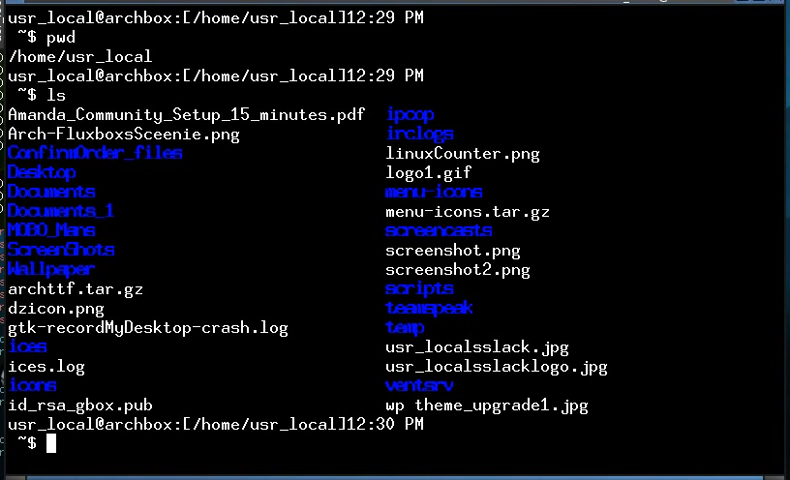 usr_local@archbox:[/home/usr_local]12:29 PM
~$ pwd
/home/usr_local
usr_local@archbox:[/home/usr_local]12:29 PM
~$ ls
Amanda_Community_Setup_15_minutes.pdf ipcop
Arch-FluxboxsSceenie.png irclogs
ConfirmOrder_files linuxCounter.png
Desktop logo1.gif
Documents menu-icons
Documents_1 menu-icons.tar.gz
MOBO_Mans screencasts
ScreenShots screenshot.png
Wallpaper screenshot2.png
archttf.tar.gz scripts
dzicon.png teamspeak
gtk-recordMyDesktop-crash.log temp
ices usr_localsslack.jpg
ices.log usr_localsslacklogo.jpg
icons ventsrv
id_rsa_gbox.pub wp theme_upgrade1.jpg
usr_local@archbox:[/home/usr_local]12:30 PM
~$